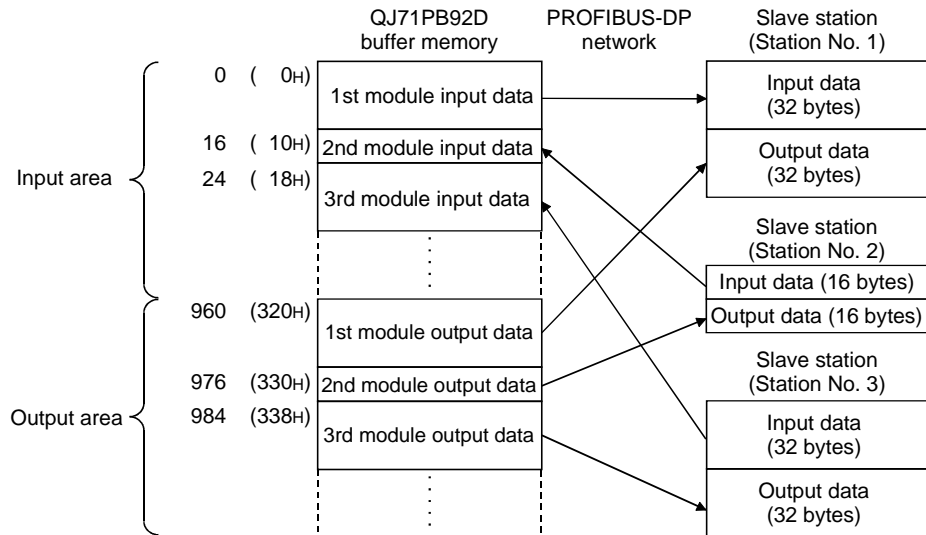 QJ71PB92D
buffer memory
PROFIBUS-DP
network
Slave station
(Station No. 1)
Input area
0 ( 0H)
1st module input data
16 ( 10H)
2nd module input data
24 ( 18H)
3rd module input data
Input data
(32 bytes)
Output data
(32 bytes)
Slave station
(Station No. 2)
Input data (16 bytes)
Output data (16 bytes)
Output area
960 (320H)
1st module output data
976 (330H)
2nd module output data
984 (338H)
3rd module output data
Slave station
(Station No. 3)
Input data
(32 bytes)
Output data
(32 bytes)